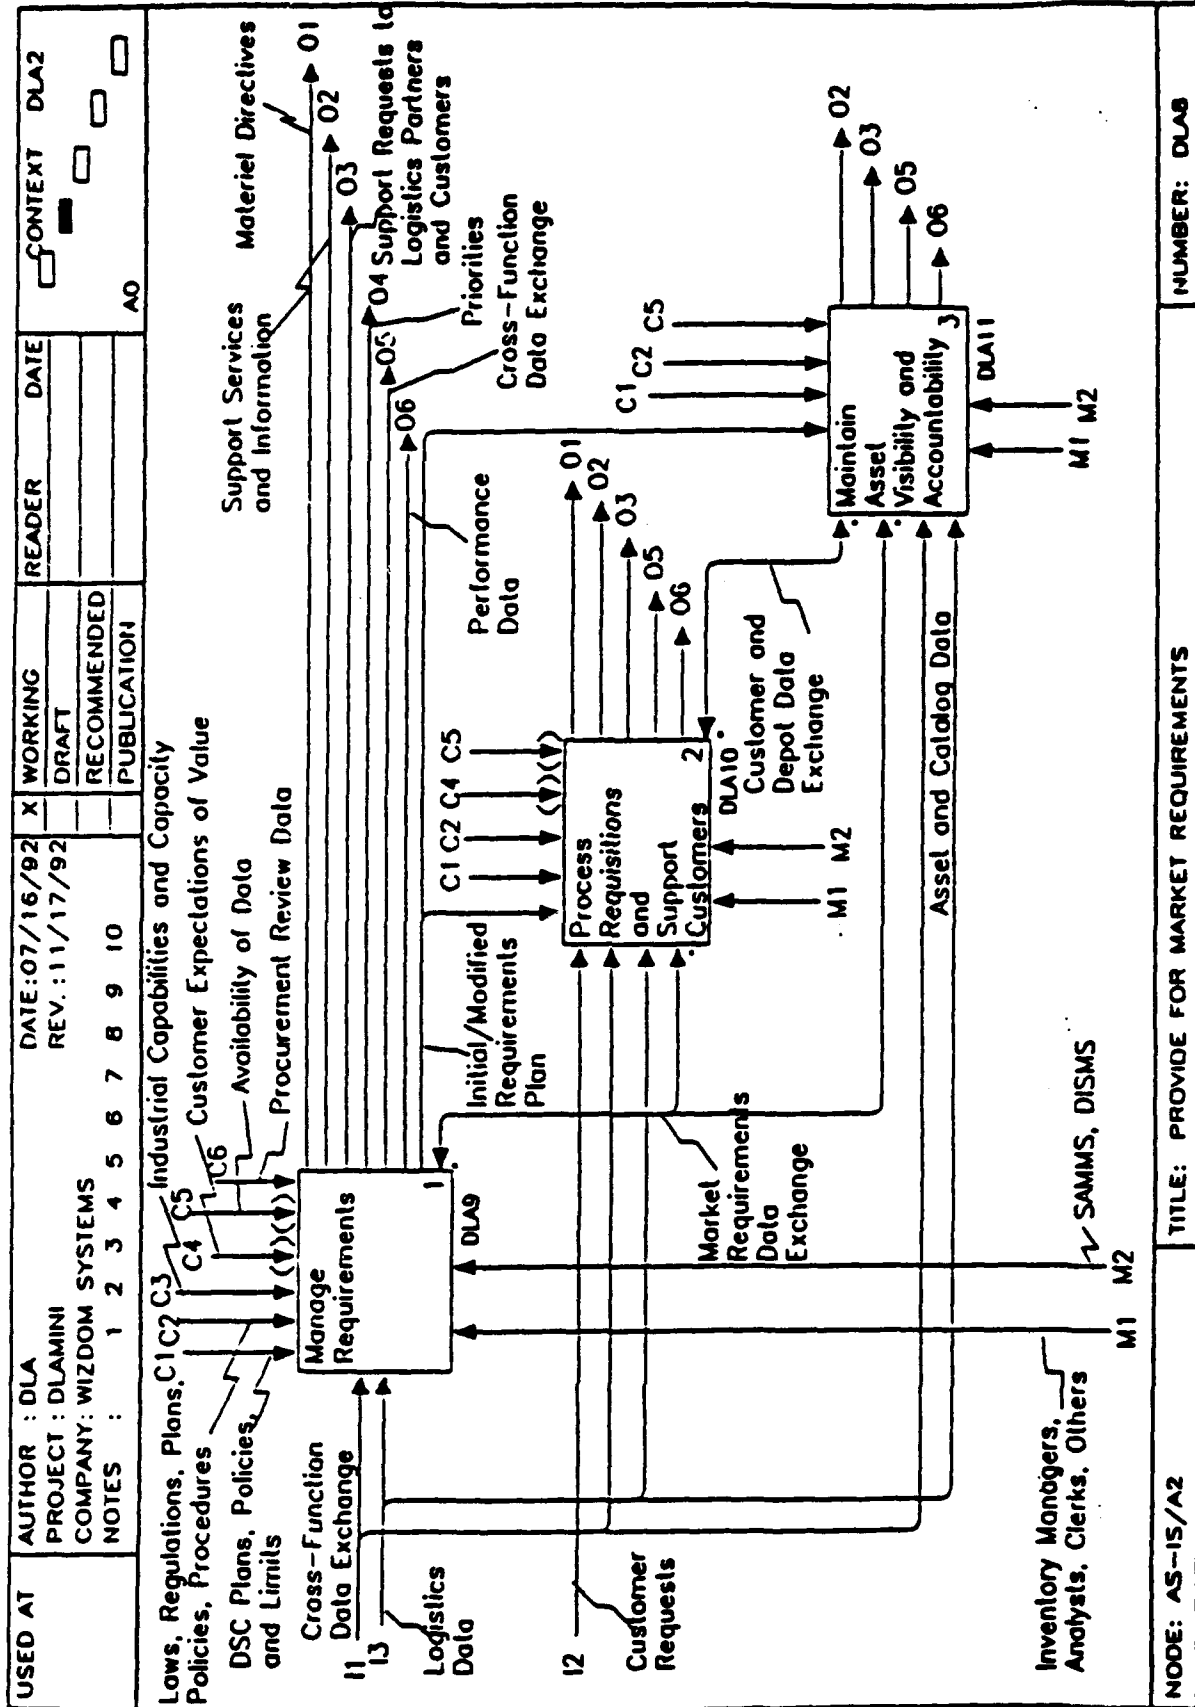 USED AT
AUTHOR : DLA
PROJECT : DLAMINI
COMPANY: WIZDOM SYSTEMS
NOTES : 1 2 3 4 5 6 7 8 9 10
DATE:07/16/92
REV.:11/17/92
X WORKING
DRAFT
RECOMMENDED
PUBLICATION
READER DATE
CONTEXT DLA2
A0
Laws, Regulations, Plans,
Policies, Procedures
DSC Plans, Policies,
and Limits
C1 C2 C3
C4 C5
C6
Industrial Capabilities and Capacity
Customer Expectations of Value
Availability of Data
Procurement Review Data
Cross-Function
Data Exchange
I1 I3
Logistics
Data
Manage
Requirements
1
DLA9
Support Services
and Information
Materiel Directives
O1
O2
O3
Support Requests to
Logistics Partners
and Customers
O4
Priorities
O5
Cross-Function
Data Exchange
O6
Performance
Data
Initial/Modified
Requirements
Plan
C1 C2 C4 C5
Process
Requisitions
and
Support
Customers
2
DLA10
O1
O2
O3
O5
O6
M1 M2
I2
Customer
Requests
Market
Requirements
Data
Exchange
Customer and
Depot Data
Exchange
Asset and Catalog Data
C1 C2 C5
Maintain
Asset
Visibility and
Accountability
3
DLA11
O2
O3
O5
O6
M1 M2
Inventory Managers,
Analysts, Clerks, Others
M1 M2
SAMMS, DISMS
NODE: AS-IS/A2
TITLE: PROVIDE FOR MARKET REQUIREMENTS
NUMBER: DLA8